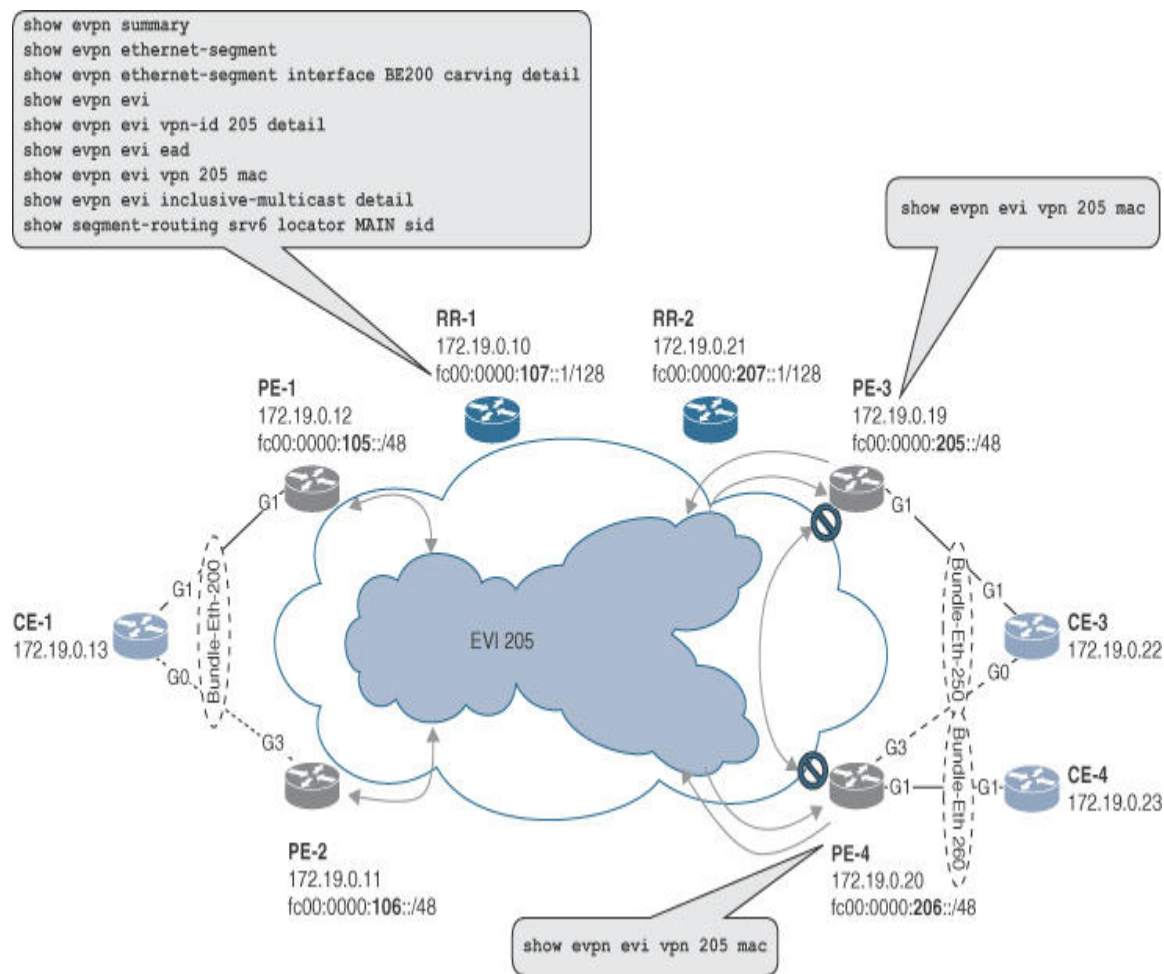 show evpn summary
show evpn ethernet-segment
show evpn ethernet-segment interface BE200 carving detail
show evpn evi
show evpn evi vpn-id 205 detail
show evpn evi ead
show evpn evi vpn 205 mac
show evpn evi inclusive-multicast detail
show segment-routing srv6 locator MAIN sid
show evpn evi vpn 205 mac
RR-1
172.19.0.10
fc00:0000:107::1/128
RR-2
172.19.0.21
fc00:0000:207::1/128
PE-1
172.19.0.12
fc00:0000:105::/48
PE-3
172.19.0.19
fc00:0000:205::/48
G1
G1
G1
G1
Bundle-Eth-200
Bundle-Eth-250
CE-1
172.19.0.13
EVI 205
CE-3
172.19.0.22
G0
G0
G3
G3
G1
G1
Bundle-Eth 260
CE-4
172.19.0.23
PE-2
172.19.0.11
fc00:0000:106::/48
PE-4
172.19.0.20
fc00:0000:206::/48
show evpn evi vpn 205 mac